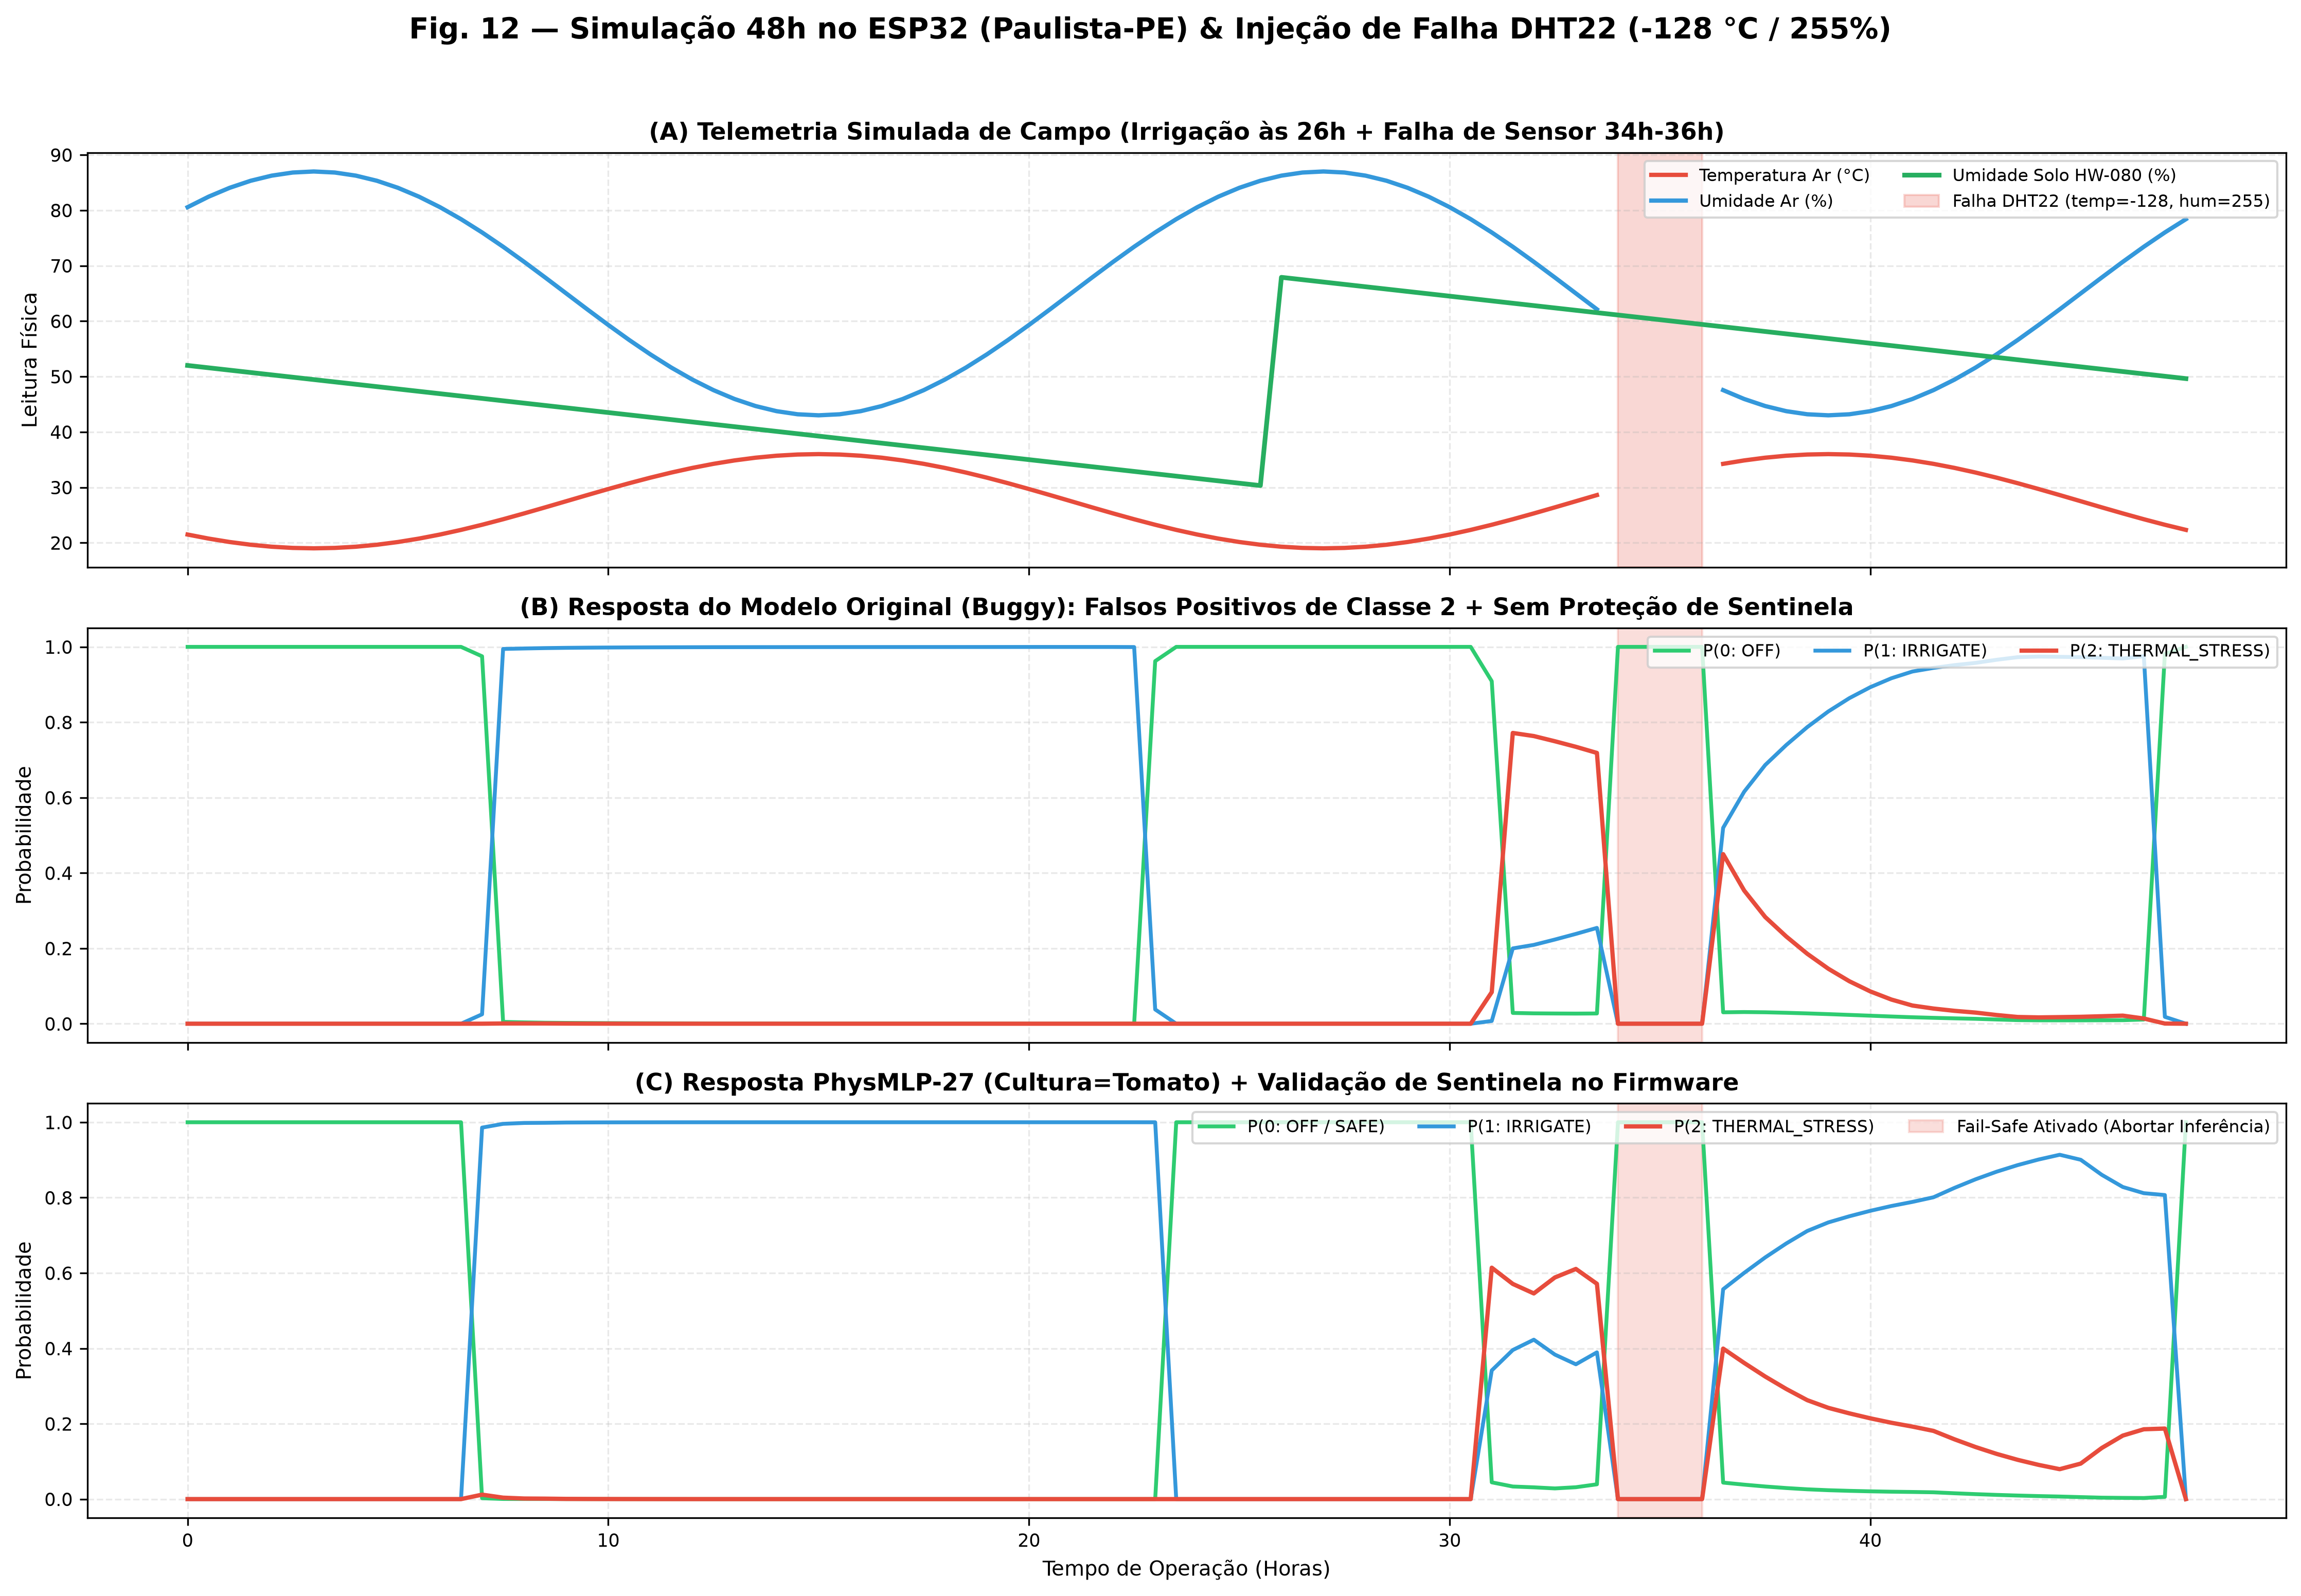 Fig. 12 — Simulação 48h no ESP32 (Paulista-PE) & Injeção de Falha DHT22 (-128 °C / 255%)
(A) Telemetria Simulada de Campo (Irrigação às 26h + Falha de Sensor 34h-36h)
Leitura Física
90
80
70
60
50
40
30
20
Temperatura Ar (°C)
Umidade Ar (%)
Umidade Solo HW-080 (%)
Falha DHT22 (temp=-128, hum=255)
(B) Resposta do Modelo Original (Buggy): Falsos Positivos de Classe 2 + Sem Proteção de Sentinela
Probabilidade
1.0
0.8
0.6
0.4
0.2
0.0
P(0: OFF)
P(1: IRRIGATE)
P(2: THERMAL_STRESS)
(C) Resposta PhysMLP-27 (Cultura=Tomato) + Validação de Sentinela no Firmware
Probabilidade
1.0
0.8
0.6
0.4
0.2
0.0
P(0: OFF / SAFE)
P(1: IRRIGATE)
P(2: THERMAL_STRESS)
Fail-Safe Ativado (Abortar Inferência)
0
10
20
30
40
Tempo de Operação (Horas)